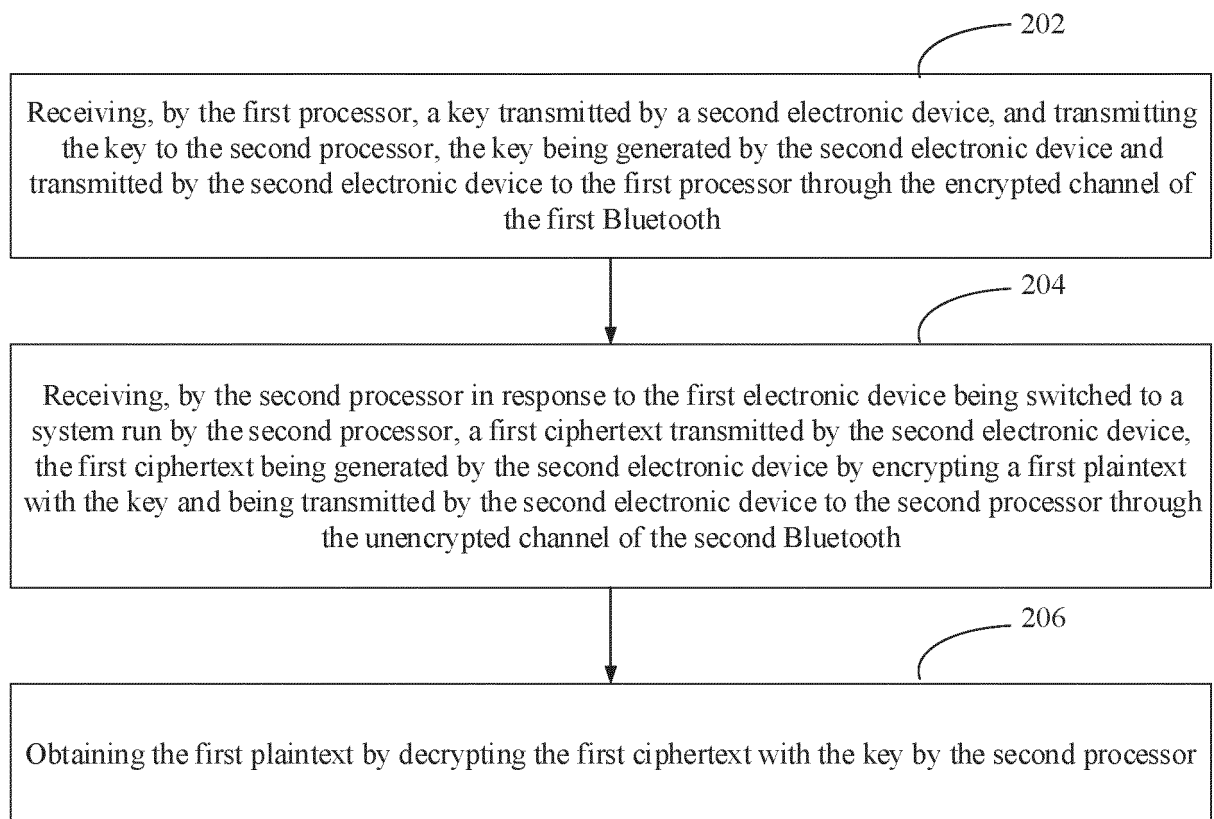 202
Receiving, by the first processor, a key transmitted by a second electronic device, and transmitting
the key to the second processor, the key being generated by the second electronic device and
transmitted by the second electronic device to the first processor through the encrypted channel of
the first Bluetooth
204
Receiving, by the second processor in response to the first electronic device being switched to a
system run by the second processor, a first ciphertext transmitted by the second electronic device,
the first ciphertext being generated by the second electronic device by encrypting a first plaintext
with the key and being transmitted by the second electronic device to the second processor through
the unencrypted channel of the second Bluetooth
206
Obtaining the first plaintext by decrypting the first ciphertext with the key by the second processor